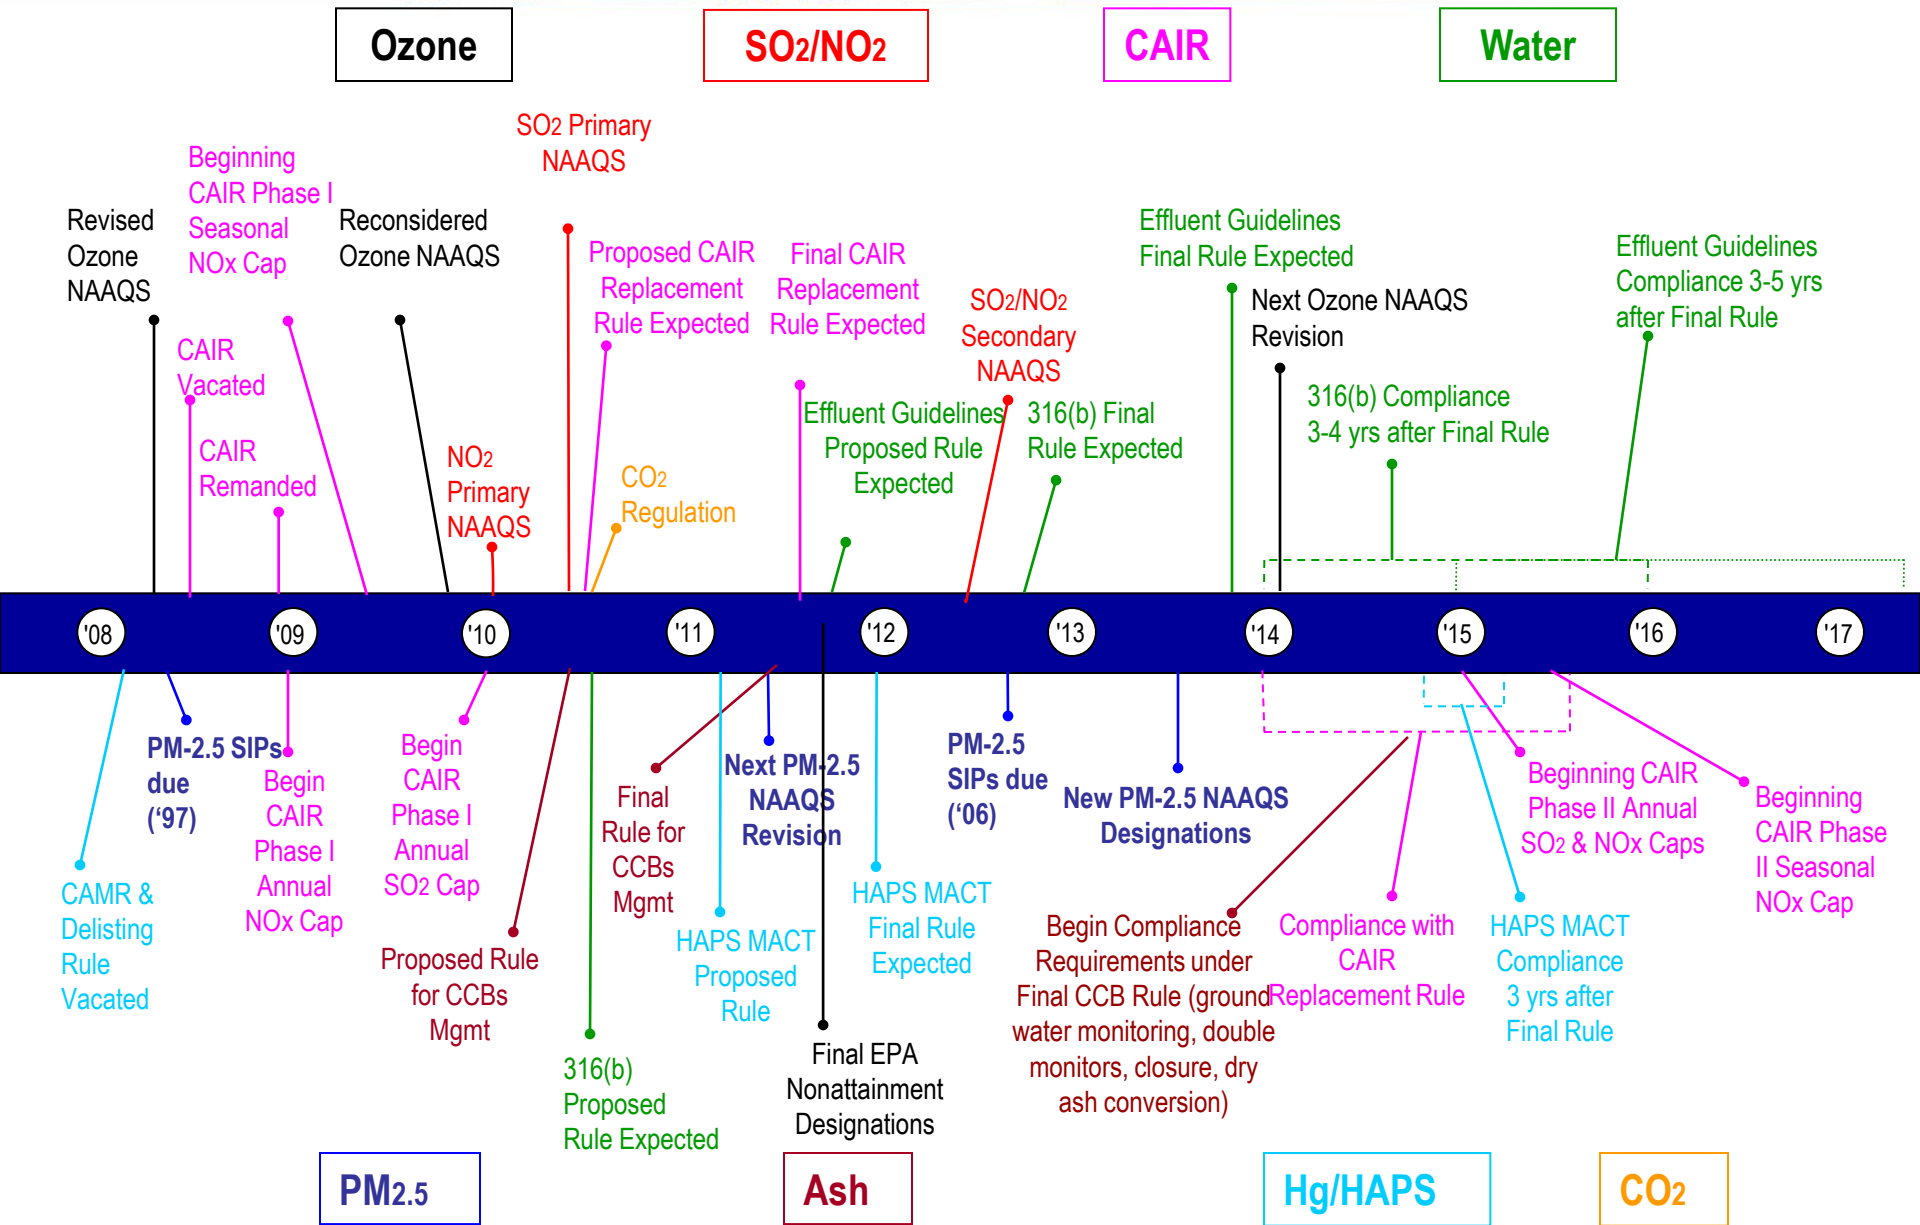 Ozone
SO2/NO2
CAIR
Water
SO2 Primary
NAAQS
Beginning
CAIR Phase I
Seasonal
NOx Cap
Revised
Ozone
NAAQS
Reconsidered
Ozone NAAQS
CAIR
Vacated
CAIR
Remanded
NO2
Primary
NAAQS
Proposed CAIR
Replacement
Rule Expected
CO2
Regulation
Final CAIR
Replacement
Rule Expected
Effluent Guidelines
Proposed Rule
Expected
SO2/NO2
Secondary
NAAQS
316(b) Final
Rule Expected
Effluent Guidelines
Final Rule Expected
Next Ozone NAAQS
Revision
316(b) Compliance
3-4 yrs after Final Rule
Effluent Guidelines
Compliance 3-5 yrs
after Final Rule
'08
'09
'10
'11
'12
'13
'14
'15
'16
'17
CAMR &
Delisting
Rule
Vacated
PM-2.5 SIPs
due
(‘97)
Begin
CAIR
Phase I
Annual
NOx Cap
Begin
CAIR
Phase I
Annual
SO2 Cap
Proposed Rule
for CCBs
Mgmt
316(b)
Proposed
Rule Expected
Final
Rule for
CCBs
Mgmt
HAPS MACT
Proposed
Rule
Next PM-2.5
NAAQS
Revision
Final EPA
Nonattainment
Designations
HAPS MACT
Final Rule
Expected
PM-2.5
SIPs due
(‘06)
New PM-2.5 NAAQS
Designations
Begin Compliance
Requirements under
Final CCB Rule (ground
water monitoring, double
monitors, closure, dry
ash conversion)
Compliance with
CAIR
Replacement Rule
Beginning CAIR
Phase II Annual
SO2 & NOx Caps
HAPS MACT
Compliance
3 yrs after
Final Rule
Beginning
CAIR Phase
II Seasonal
NOx Cap
PM2.5
Ash
Hg/HAPS
CO2